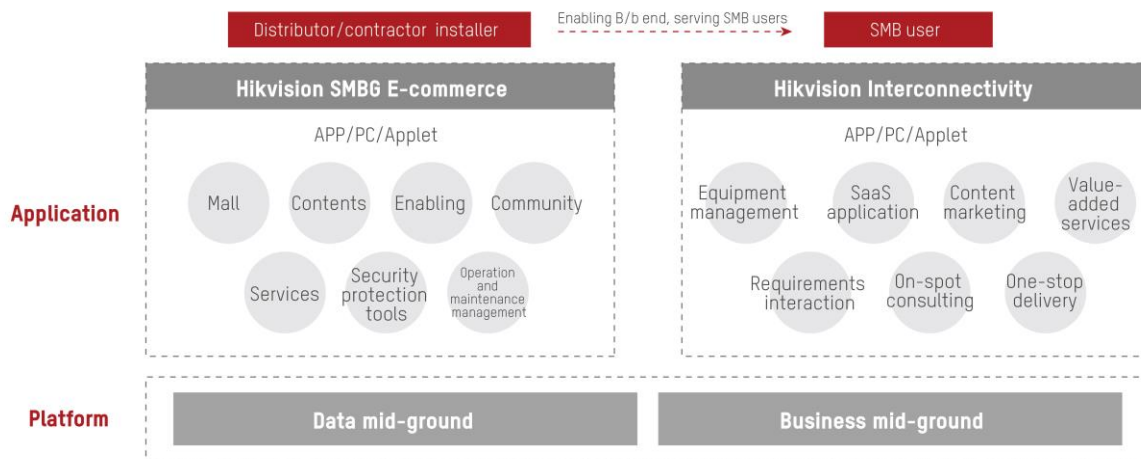 Distributor/contractor installer
Enabling B/b end, serving SMB users
SMB user
Hikvision SMBG E-commerce
Hikvision Interconnectivity
APP/PC/Applet
APP/PC/Applet
Application
Mall
Contents
Enabling
Community
Services
Security
protection
tools
Operation
and
maintenance
management
Equipment
management
SaaS
application
Content
marketing
Value-
added
services
Requirements
interaction
On-spot
consulting
One-stop
delivery
Platform
Data mid-ground
Business mid-ground